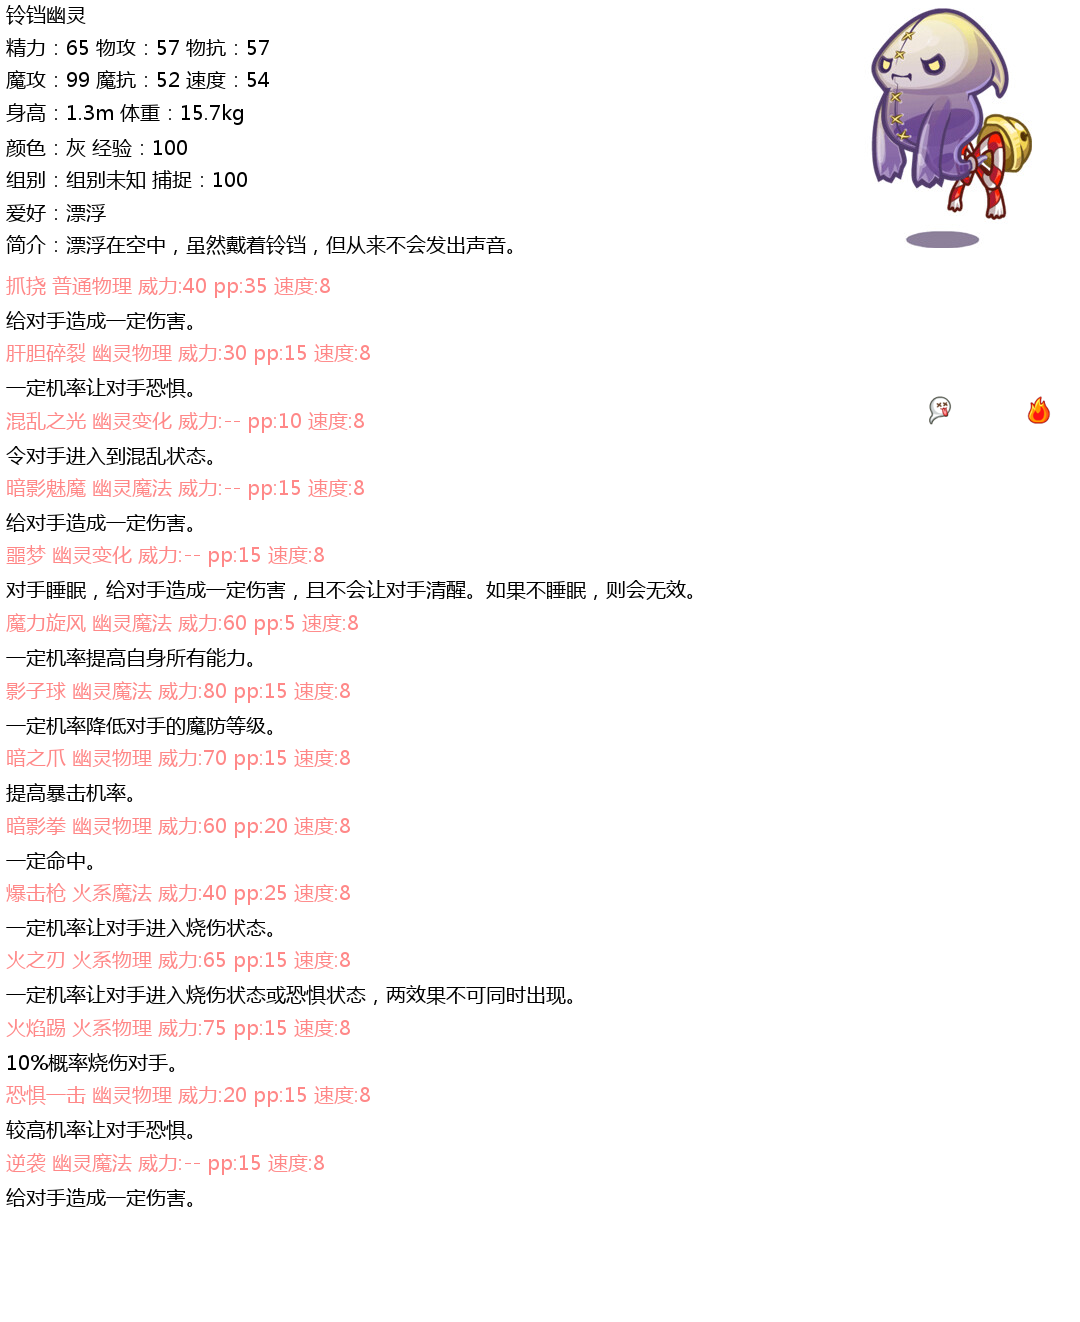 铃铛幽灵
精力：65 物攻：57 物抗：57
魔攻：99 魔抗：52 速度：54
身高：1.3m 体重：15.7kg
颜色：灰 经验：100
组别：组别未知 捕捉：100
爱好：漂浮
简介：漂浮在空中，虽然戴着铃铛，但从来不会发出声音。
抓挠 普通物理 威力:40 pp:35 速度:8
给对手造成一定伤害。
肝胆碎裂 幽灵物理 威力:30 pp:15 速度:8
一定机率让对手恐惧。
混乱之光 幽灵变化 威力:-- pp:10 速度:8
令对手进入到混乱状态。
暗影魅魔 幽灵魔法 威力:-- pp:15 速度:8
给对手造成一定伤害。
噩梦 幽灵变化 威力:-- pp:15 速度:8
对手睡眠，给对手造成一定伤害，且不会让对手清醒。如果不睡眠，则会无效。
魔力旋风 幽灵魔法 威力:60 pp:5 速度:8
一定机率提高自身所有能力。
影子球 幽灵魔法 威力:80 pp:15 速度:8
一定机率降低对手的魔防等级。
暗之爪 幽灵物理 威力:70 pp:15 速度:8
提高暴击机率。
暗影拳 幽灵物理 威力:60 pp:20 速度:8
一定命中。
爆击枪 火系魔法 威力:40 pp:25 速度:8
一定机率让对手进入烧伤状态。
火之刃 火系物理 威力:65 pp:15 速度:8
一定机率让对手进入烧伤状态或恐惧状态，两效果不可同时出现。
火焰踢 火系物理 威力:75 pp:15 速度:8
10%概率烧伤对手。
恐惧一击 幽灵物理 威力:20 pp:15 速度:8
较高机率让对手恐惧。
逆袭 幽灵魔法 威力:-- pp:15 速度:8
给对手造成一定伤害。